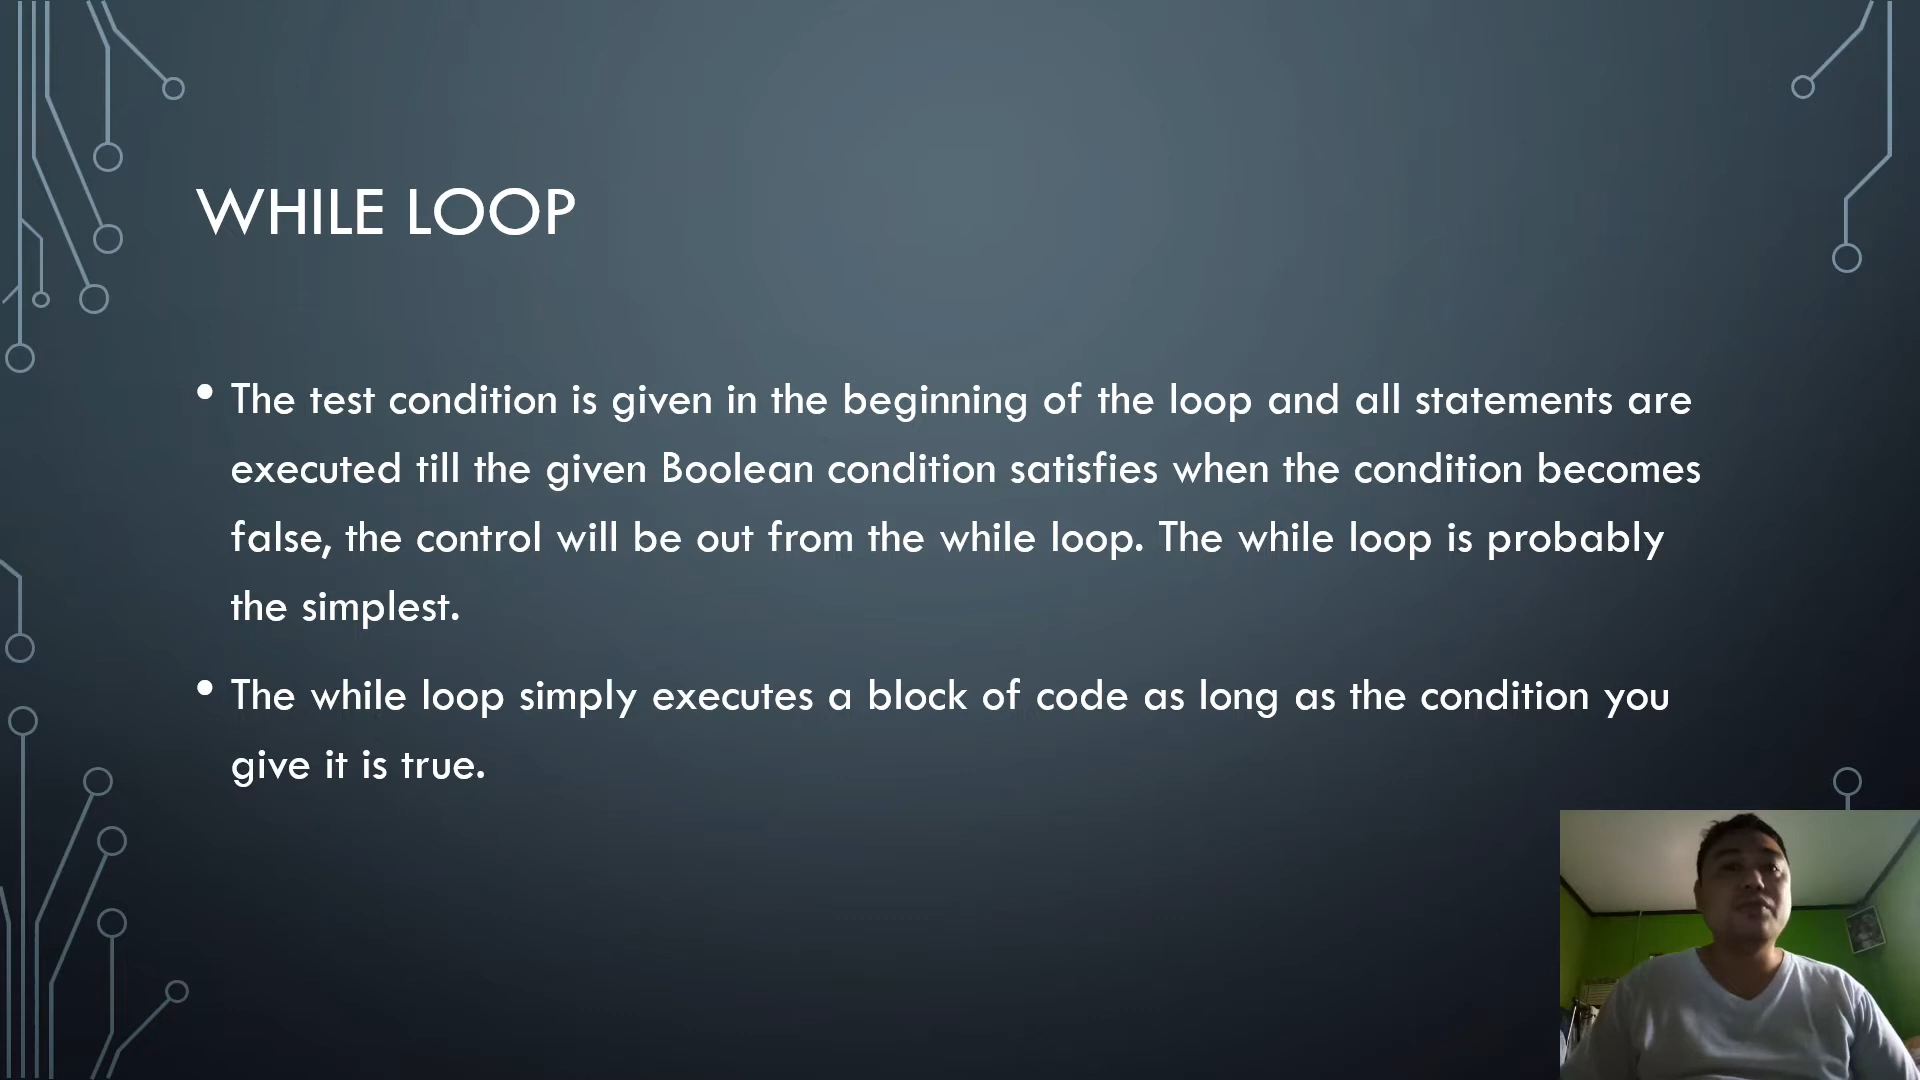 WHILE LOOP
• The test condition is given in the beginning of the loop and all statements are
executed till the given Boolean condition satisfies when the condition becomes
false, the control will be out from the while loop. The while loop is probably
the simplest.
• The while loop simply executes a block of code as long as the condition you
give it is true.